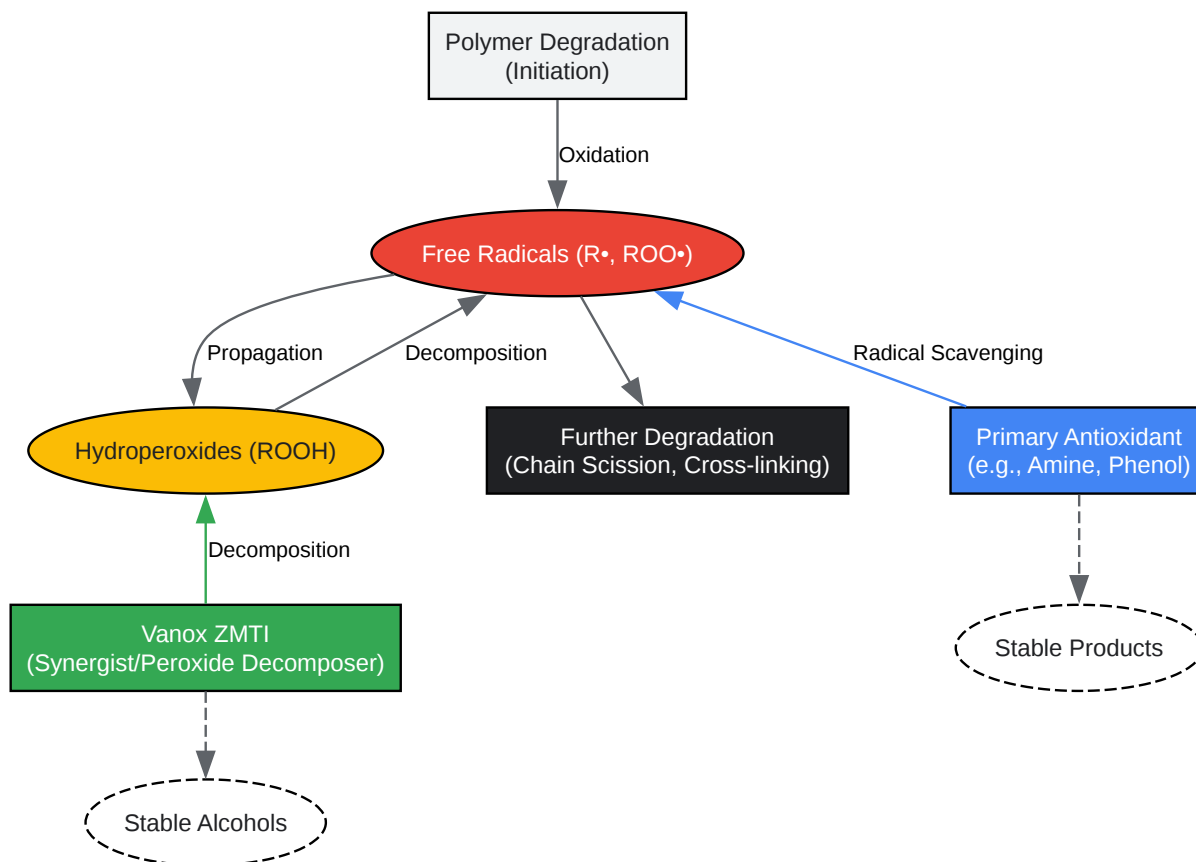 Polymer Degradation
(Initiation)
Oxidation
Free Radicals (R•, ROO•)
Propagation
Decomposition
Radical Scavenging
Hydroperoxides (ROOH)
Further Degradation
(Chain Scission, Cross-linking)
Primary Antioxidant
(e.g., Amine, Phenol)
Decomposition
Vanox ZMTI
(Synergist/Peroxide Decomposer)
Stable Products
Stable Alcohols